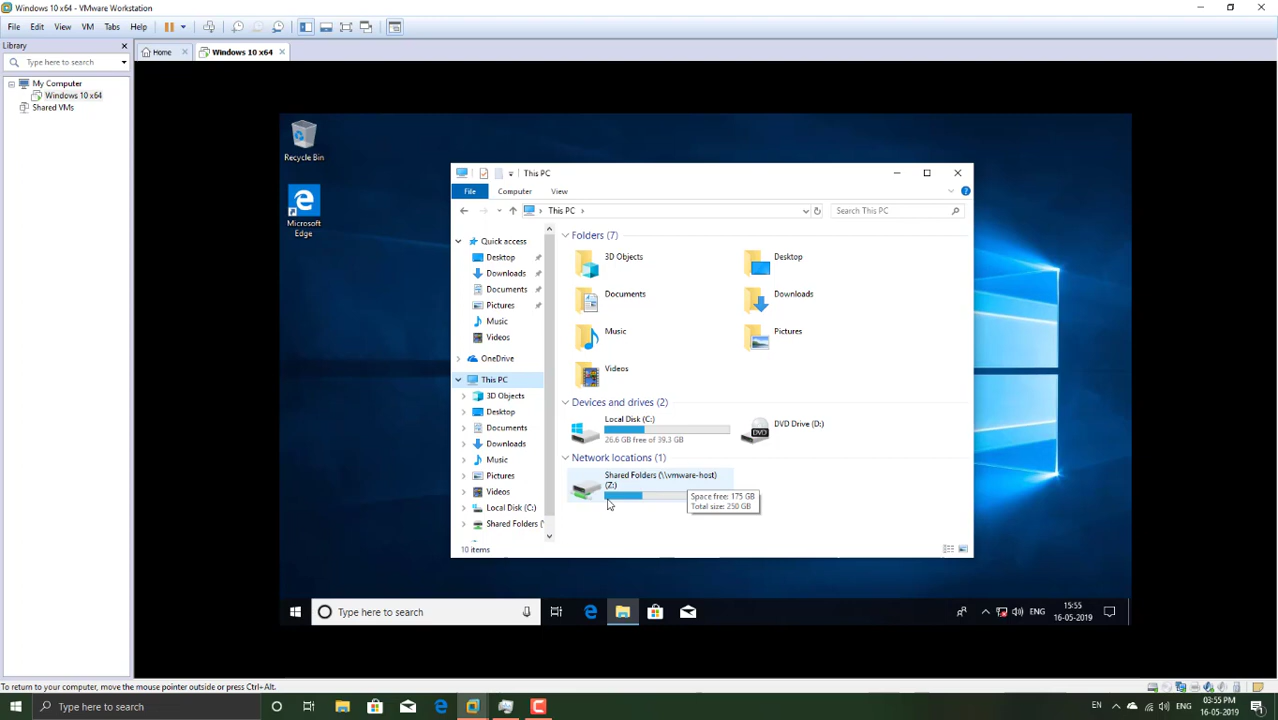 Windows 10 x64 - VMware Workstation
File Edit View VM Tabs Help
Library
Type here to search
My Computer
Windows 10 x64
Shared VMs
Home
Windows 10 x64
Recycle Bin
Microsoft
Edge
This PC
File Computer View
This PC
Search This PC
Quick access
Desktop
Downloads
Documents
Pictures
Music
Videos
OneDrive
This PC
3D Objects
Desktop
Documents
Downloads
Music
Pictures
Videos
Local Disk (C:)
Shared Folders (\
Folders (7)
3D Objects
Desktop
Documents
Downloads
Music
Pictures
Videos
Devices and drives (2)
Local Disk (C:)
26.6 GB free of 39.3 GB
DVD
DVD Drive (D:)
Network locations (1)
Shared Folders (\\vmware-host)
(Z:)
Space free: 175 GB
Total size: 250 GB
10 items
Type here to search
ENG
15:55
16-05-2019
To return to your computer, move the mouse pointer outside or press Ctrl+Alt.
Type here to search
EN
ENG
03:55 PM
16-05-2019
1